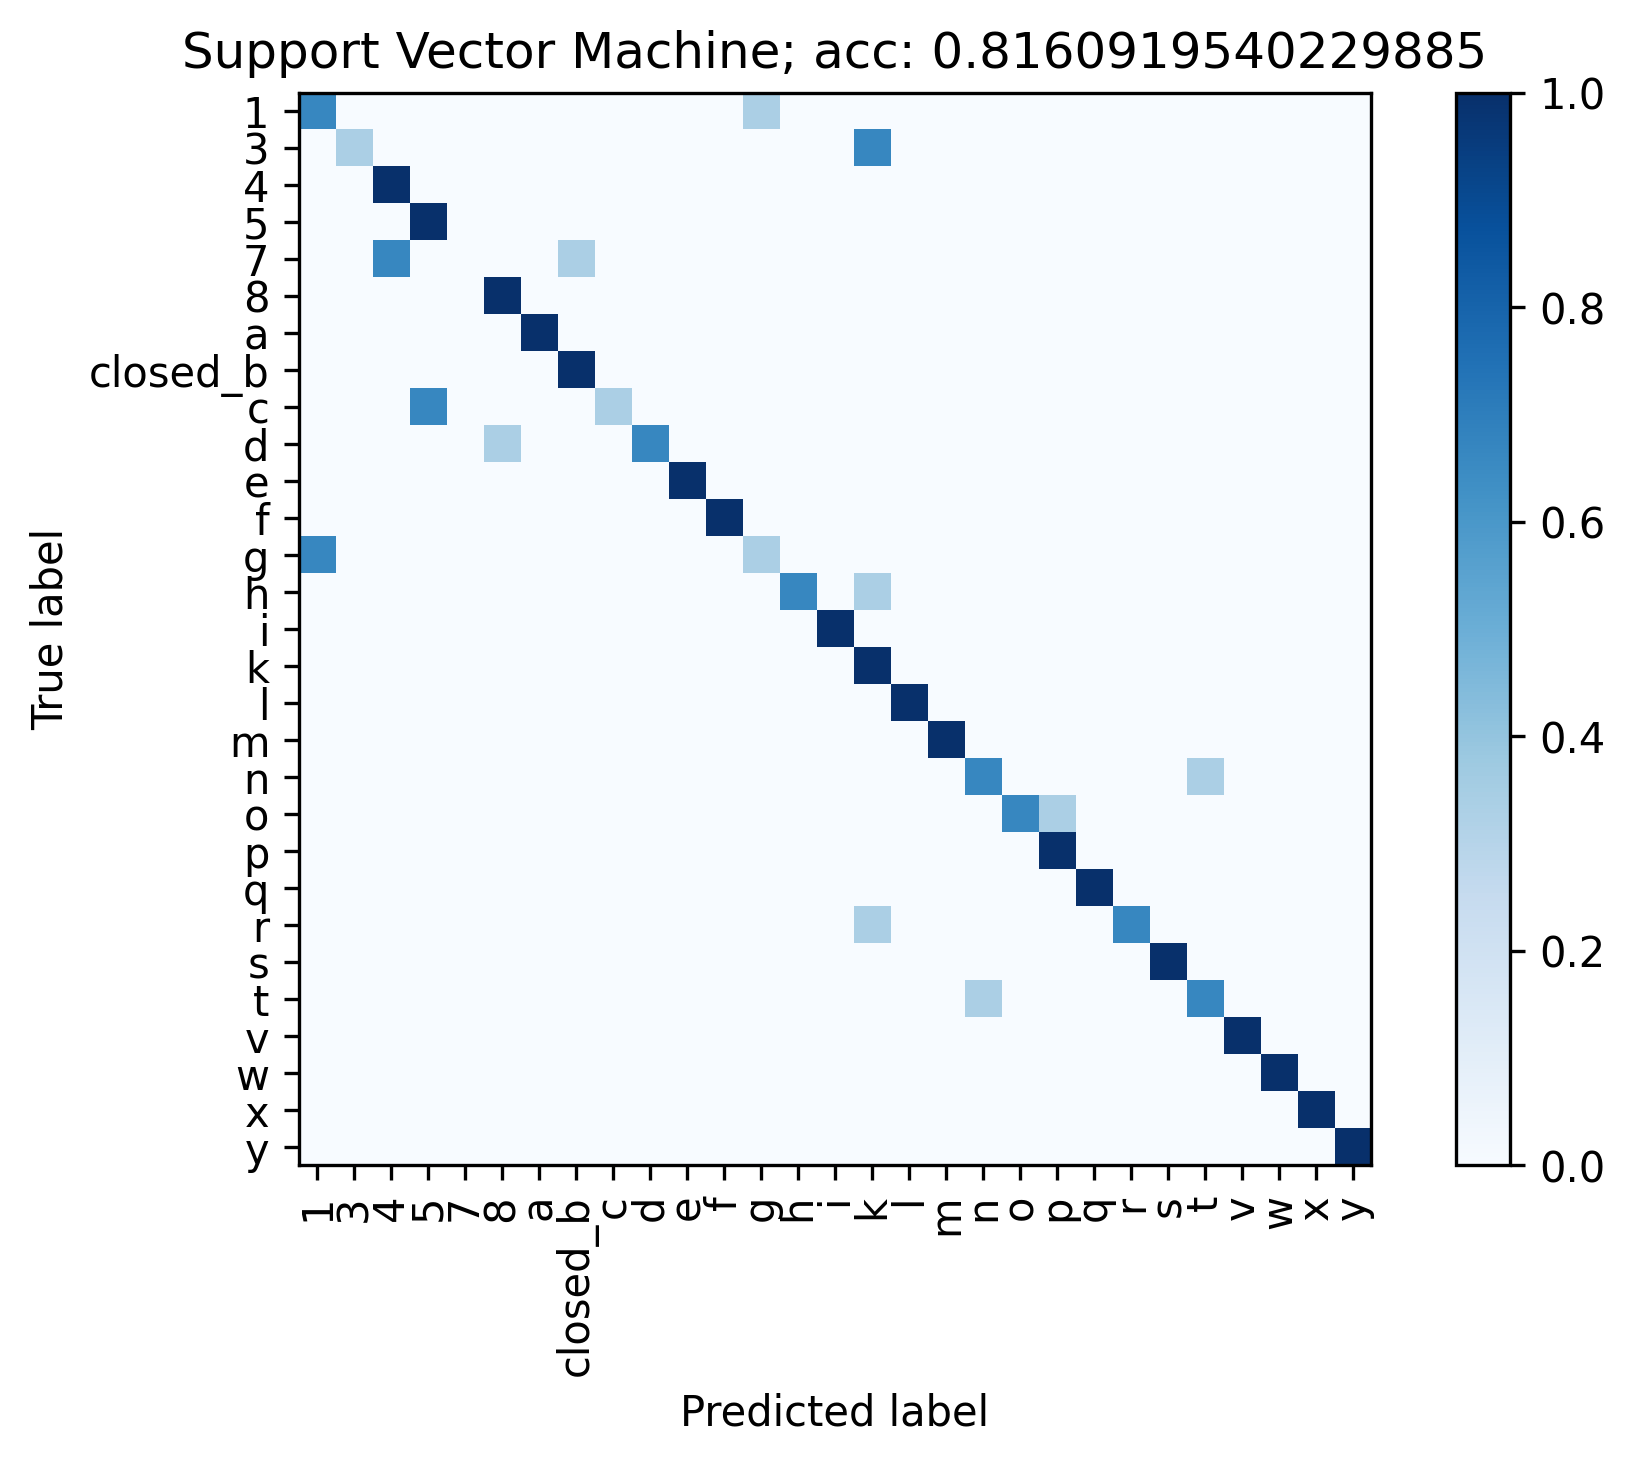 Support Vector Machine; acc: 0.8160919540229885
1
3
4
5
7
8
a
closed_b
c
d
e
f
g
h
i
k
l
m
n
o
p
q
r
s
t
v
w
x
y
True label
1 3 4 5 7 8 a closed_b c d e f g h i k l m n o p q r s t v w x y
Predicted label
1.0
0.8
0.6
0.4
0.2
0.0